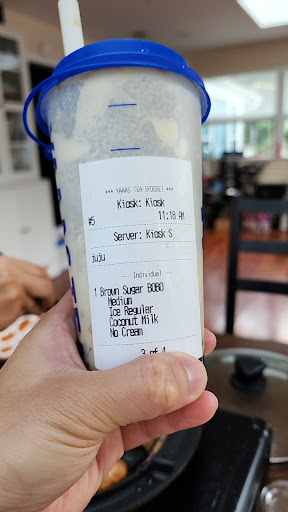 *** YAAAS TEA SYOSSET ***
Kiosk: Kiosk
#5 11:18 AM
Server: Kiosk S
juju
--- Individual ---
1 Brown Sugar BOBO
Medium
Ice Regular
Coconut Milk
No Cream
3 of 4